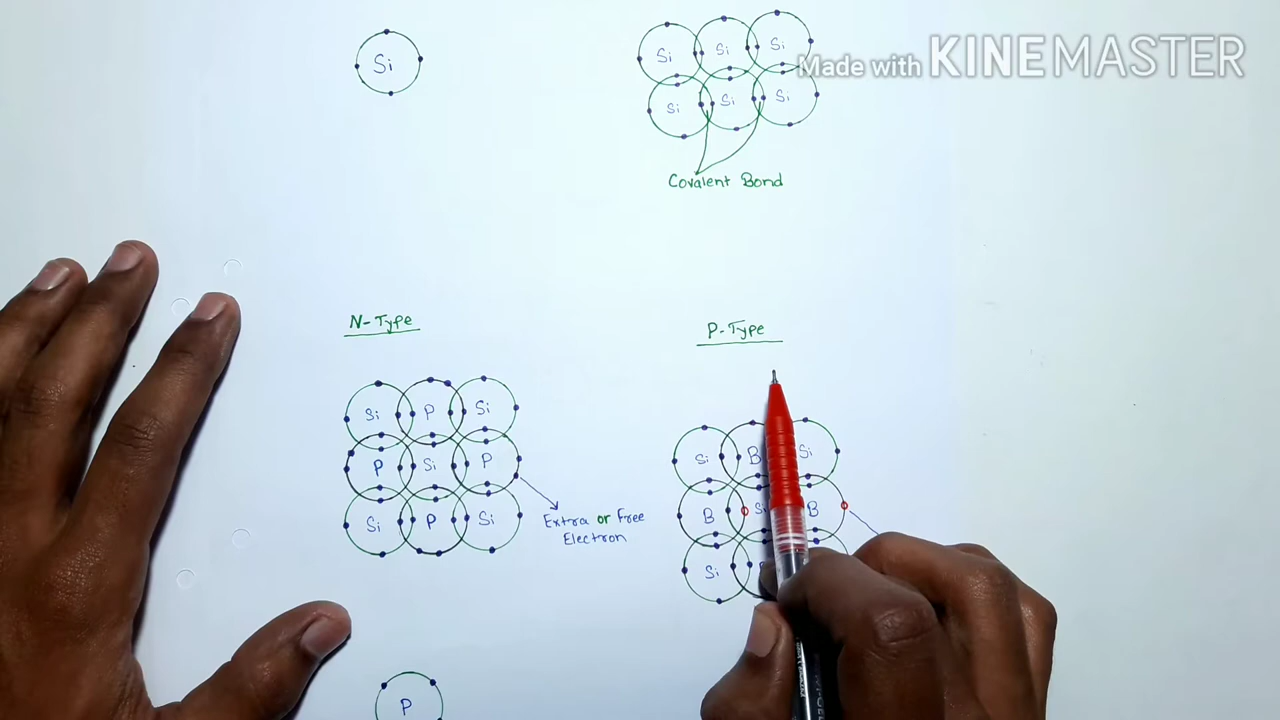 Made with KINEMASTER
Si
Si Si Si
Si Si Si
Covalent Bond
N-Type
Si P Si
P Si P
Si P Si
Extra or Free
Electron
P
P-Type
Si B Si
B Si B
Si